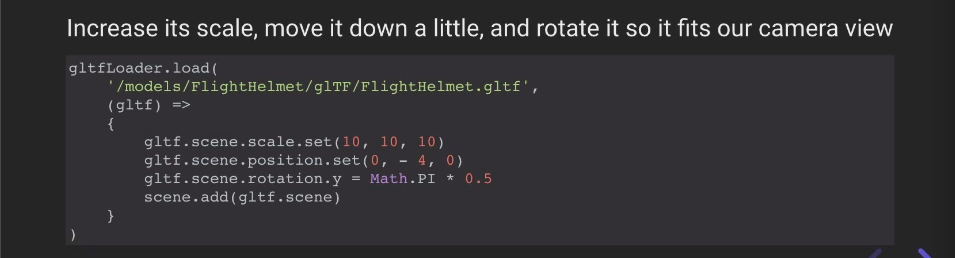 Increase its scale, move it down a little, and rotate it so it fits our camera view
gltfLoader.load(
    '/models/FlightHelmet/glTF/FlightHelmet.gltf',
    (gltf) =>
    {
        gltf.scene.scale.set(10, 10, 10)
        gltf.scene.position.set(0, - 4, 0)
        gltf.scene.rotation.y = Math.PI * 0.5
        scene.add(gltf.scene)
    }
)